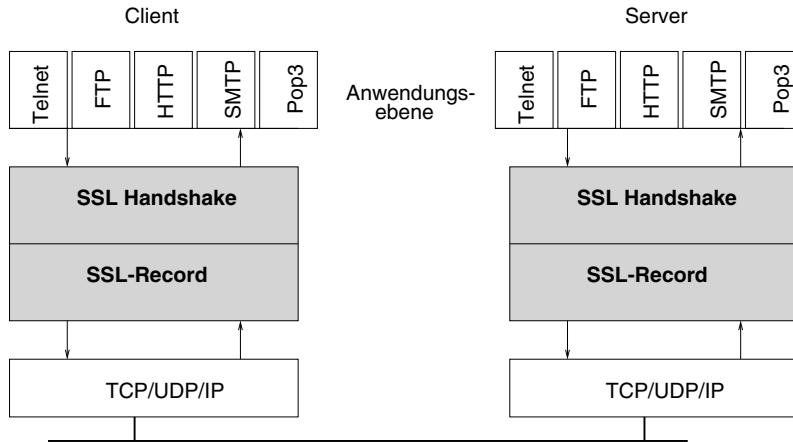 Client
Server
Telnet
FTP
HTTP
SMTP
Pop3
Anwendungs-
ebene
Telnet
FTP
HTTP
SMTP
Pop3
SSL Handshake
SSL Handshake
SSL-Record
SSL-Record
TCP/UDP/IP
TCP/UDP/IP